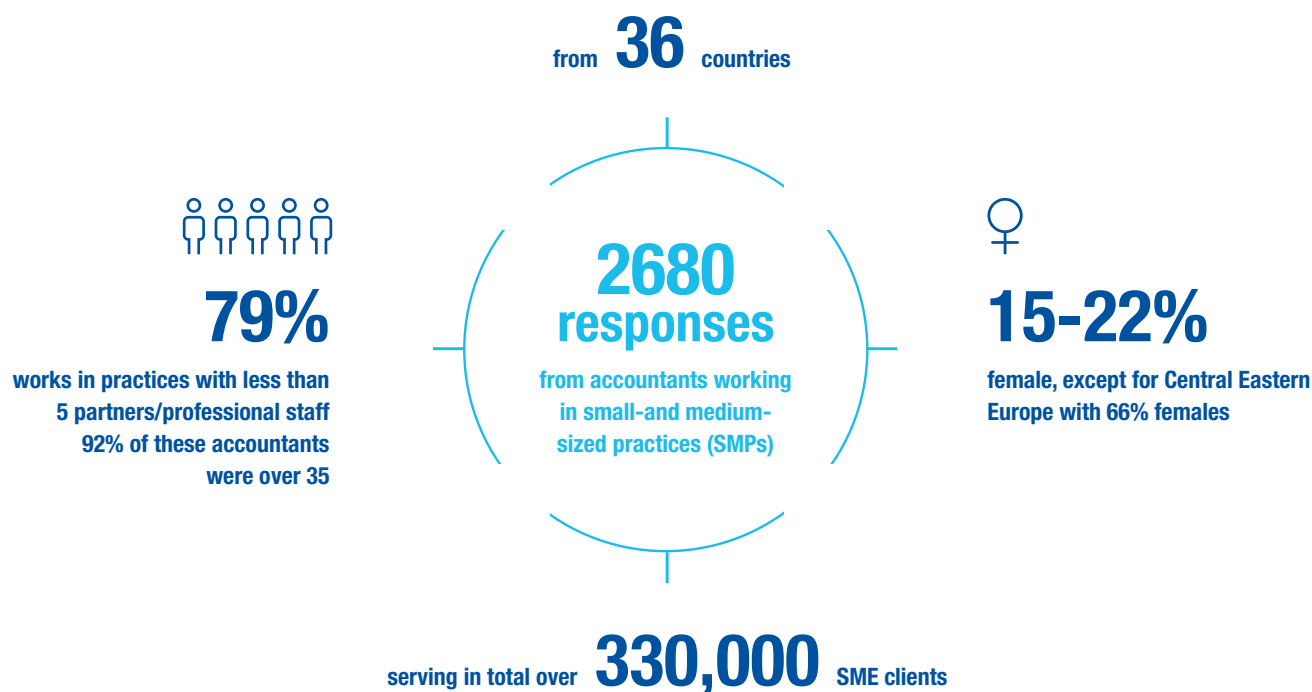 from 36 countries
79%
works in practices with less than
5 partners/professional staff
92% of these accountants
were over 35
2680
responses
from accountants working
in small-and medium-
sized practices (SMPs)
15-22%
female, except for Central Eastern
Europe with 66% females
serving in total over 330,000 SME clients